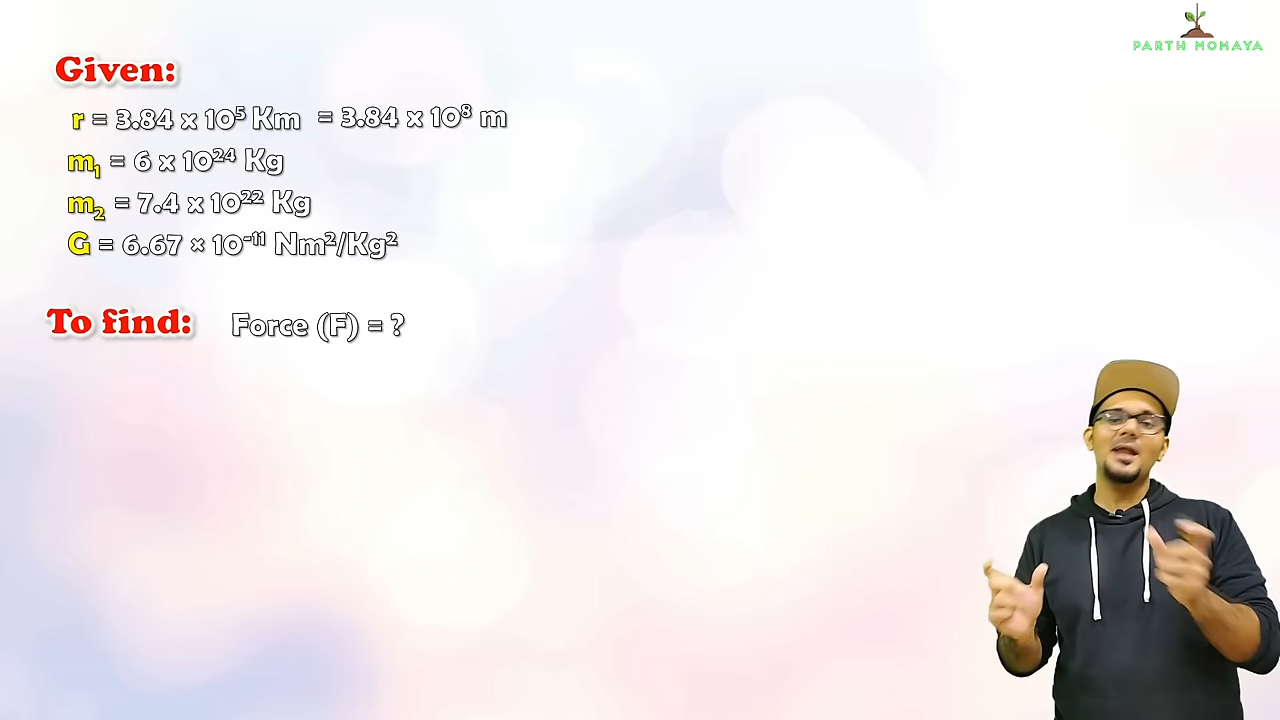 PARTH MOMAYA
Given:
r = 3.84 x 10⁵ Km = 3.84 x 10⁸ m
m₁ = 6 x 10²⁴ Kg
m₂ = 7.4 x 10²² Kg
G = 6.67 × 10⁻¹¹ Nm²/Kg²
To find: Force (F) = ?